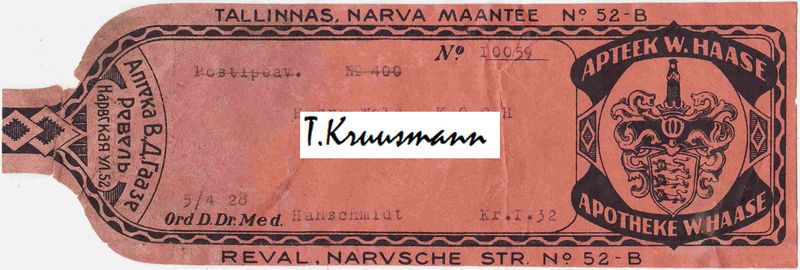 TALLINNAS, NARVA MAANTEE No. 52-B
No. 10059
Postipeav. No 400
K O C H
T.Kruusmann
5/4 28
Ord D. Dr. Med. Hanschmidt Kr. I. 32
REVAL, NARVSCHE STR. No. 52-B
Аптека В.Д.Гаазе
Ревель
Нарвская ул. 52
APTEEK W. HAASE
APOTHEKE W. HAASE